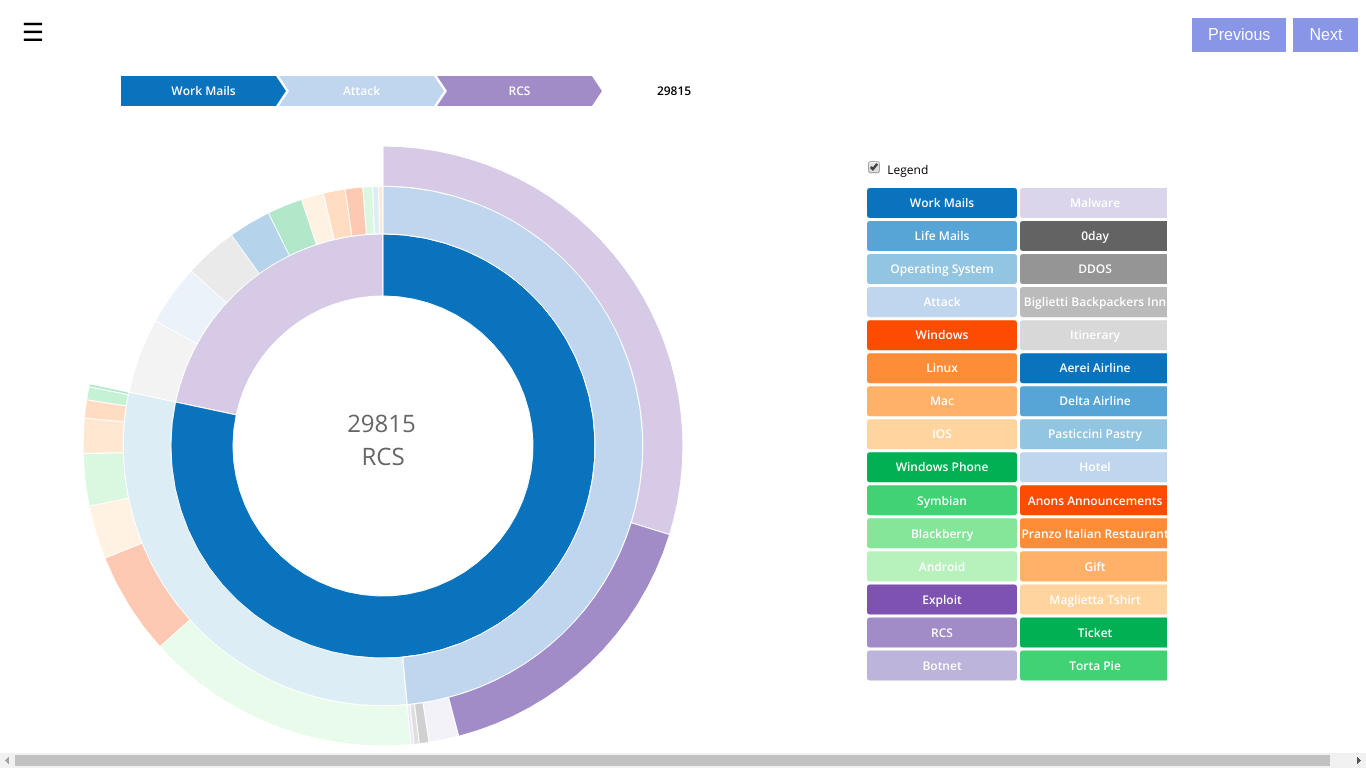 ☰
Previous
Next
Work Mails
Attack
RCS
29815
29815
RCS
Legend
Work Mails
Malware
Life Mails
0day
Operating System
DDOS
Attack
Biglietti Backpackers Inn
Windows
Itinerary
Linux
Aerei Airline
Mac
Delta Airline
IOS
Pasticcini Pastry
Windows Phone
Hotel
Symbian
Anons Announcements
Blackberry
Pranzo Italian Restaurant
Android
Gift
Exploit
Maglietta Tshirt
RCS
Ticket
Botnet
Torta Pie